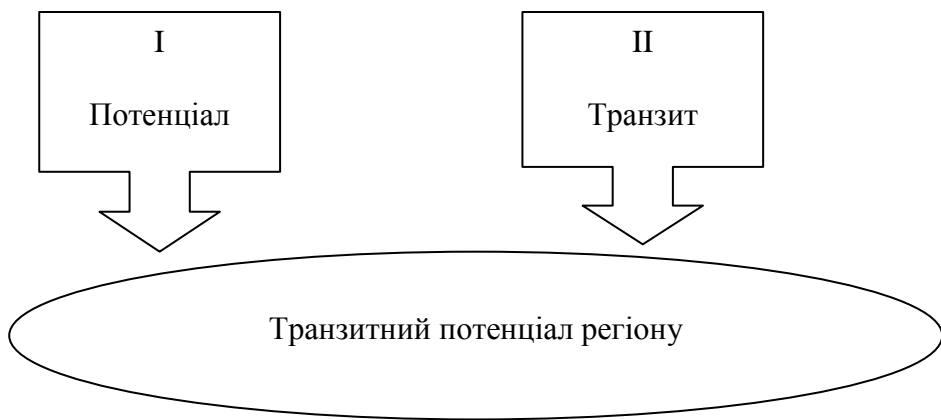 I
Потенціал
II
Транзит
Транзитний потенціал регіону